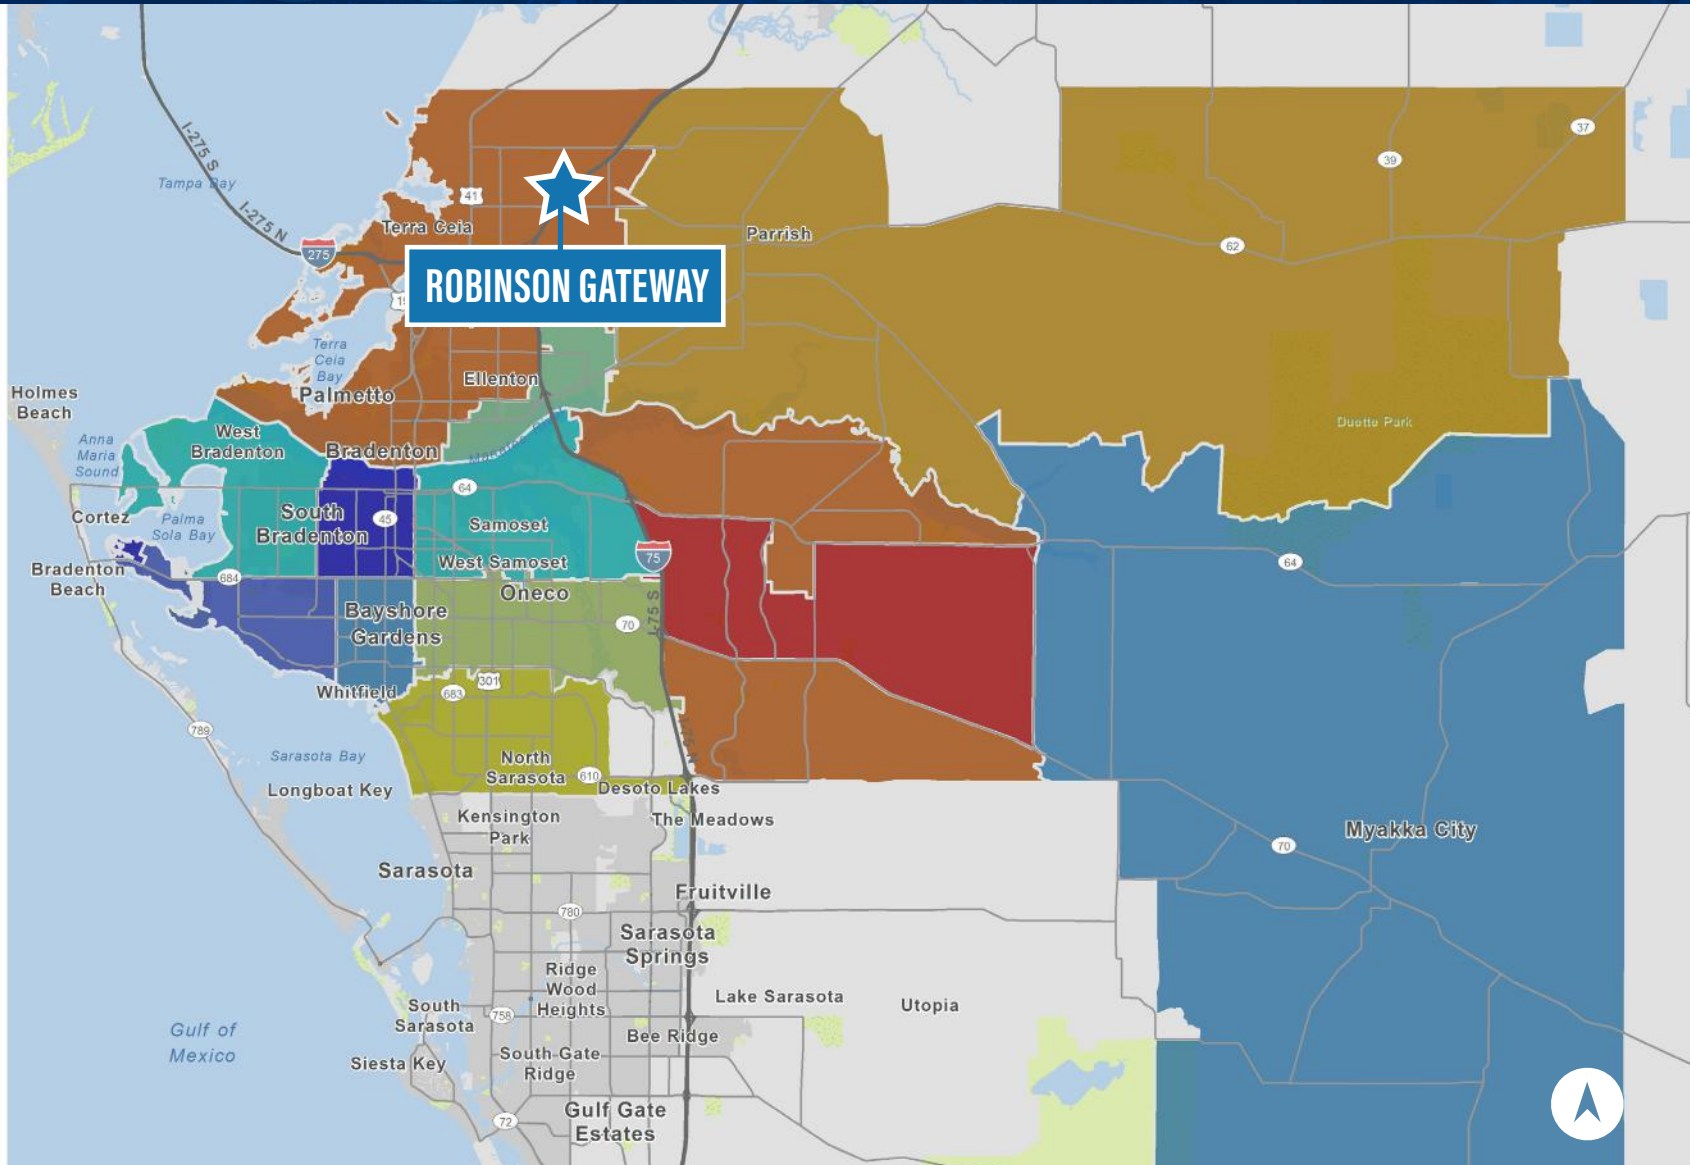 37
39
I-275 S
Tampa Bay
41
I-275 N
Terra Ceia
Parrish
62
275
ROBINSON GATEWAY
Terra
Ceia
Bay
Ellenton
Palmetto
Holmes
Beach
Duette Park
West
Bradenton
Anna
Maria
Sound
Bradenton
64
Cortez
Palma
Sola Bay
South
Bradenton
45
Samoset
West Samoset
75
64
Bradenton
Beach
684
Oneco
Bayshore
Gardens
70
I-75 S
Whitfield
683
301
789
I-75 N
Sarasota Bay
North
Sarasota
610
Longboat Key
Desoto Lakes
Kensington
Park
The Meadows
Myakka City
70
Sarasota
Fruitville
780
Sarasota
Springs
Ridge
Wood
Heights
Lake Sarasota
Utopia
South
Sarasota
758
Gulf of
Mexico
Bee Ridge
Siesta Key
South Gate
Ridge
Gulf Gate
Estates
72